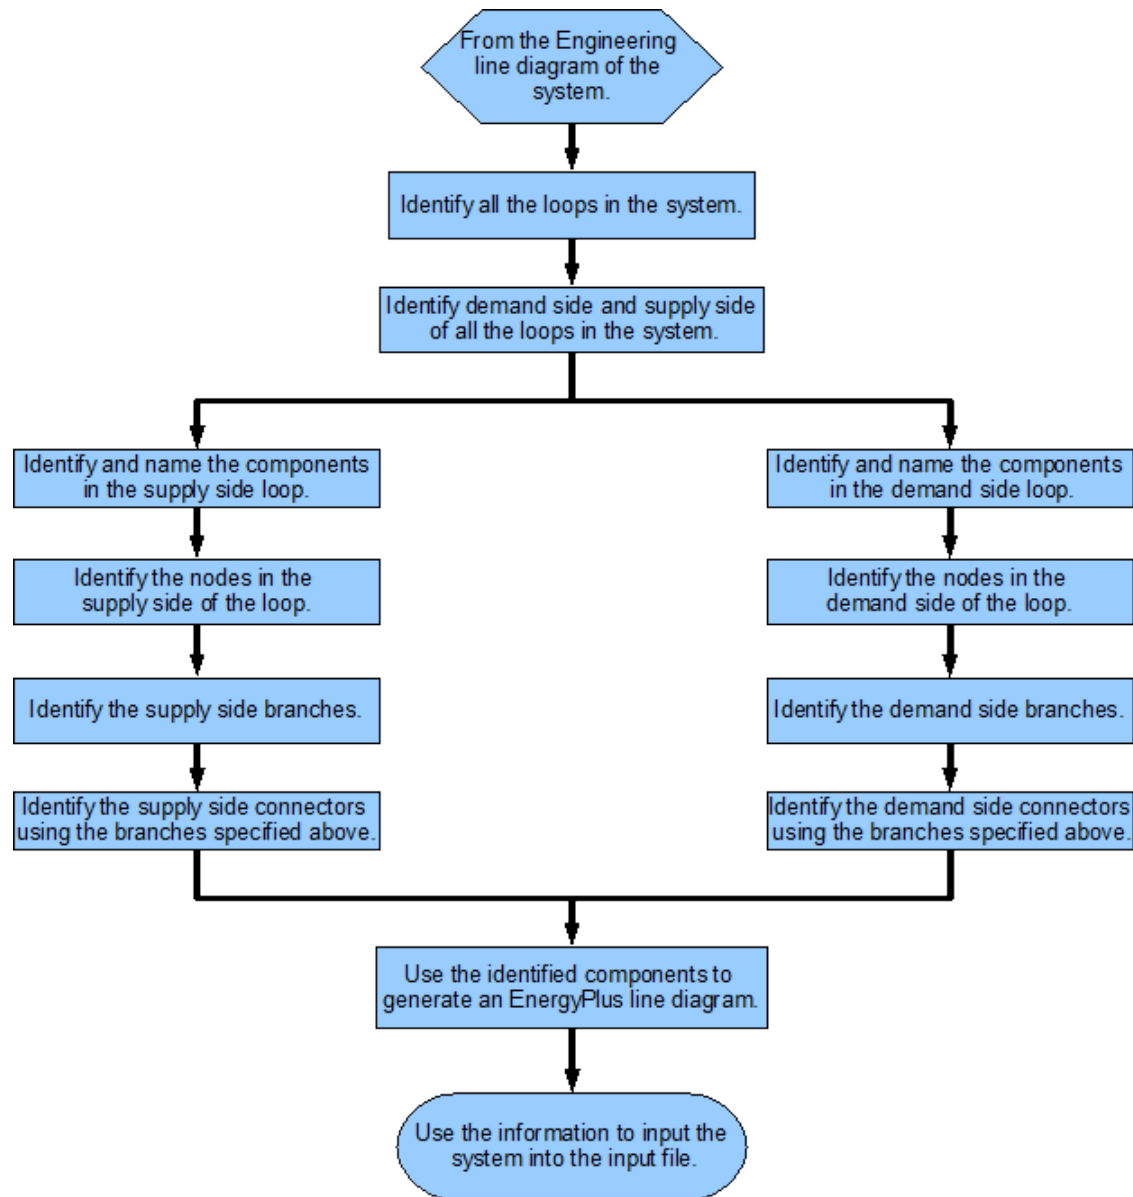 From the Engineering
line diagram of the
system.
Identify all the loops in the system.
Identify demand side and supply side
of all the loops in the system.
Identify and name the components
in the supply side loop.
Identify the nodes in the
supply side of the loop.
Identify the supply side branches.
Identify the supply side connectors
using the branches specified above.
Identify and name the components
in the demand side loop.
Identify the nodes in the
demand side of the loop.
Identify the demand side branches.
Identify the demand side connectors
using the branches specified above.
Use the identified components to
generate an EnergyPlus line diagram.
Use the information to input the
system into the input file.